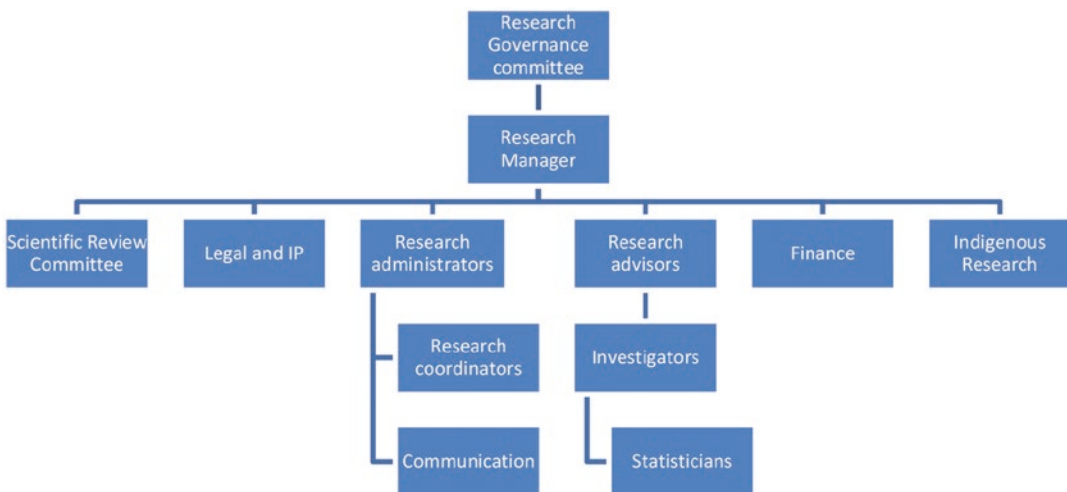 Research
Governance
committee
Research
Manager
Scientific Review
Committee
Legal and IP
Research
administrators
Research
advisors
Finance
Indigenous
Research
Research
coordinators
Investigators
Communication
Statisticians